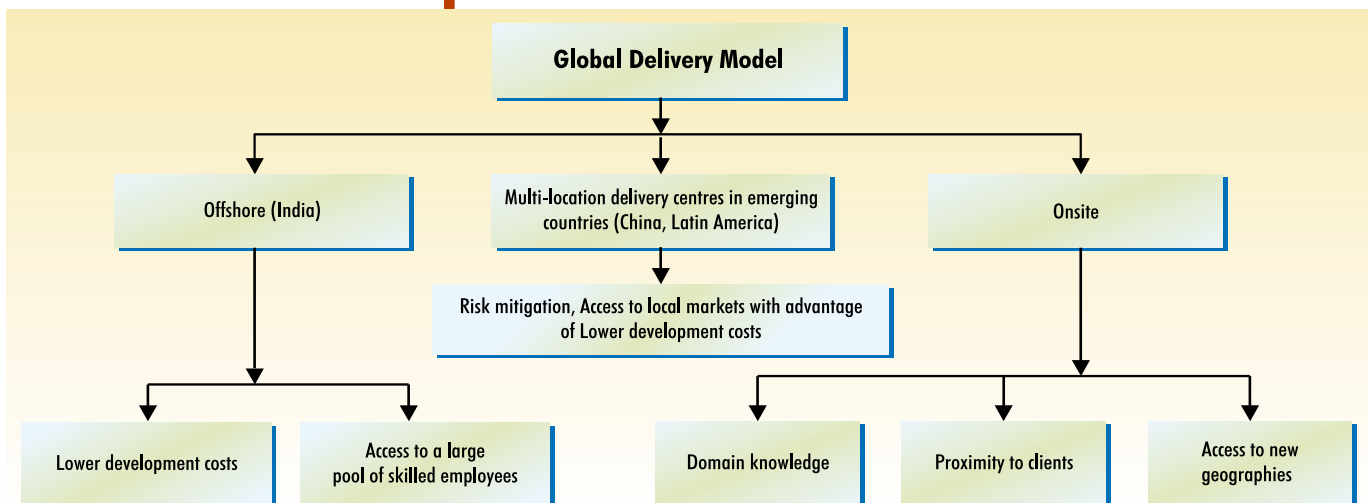 Global Delivery Model
Offshore (India)
Multi-location delivery centres in emerging
countries (China, Latin America)
Onsite
Risk mitigation, Access to local markets with advantage
of Lower development costs
Lower development costs
Access to a large
pool of skilled employees
Domain knowledge
Proximity to clients
Access to new
geographies